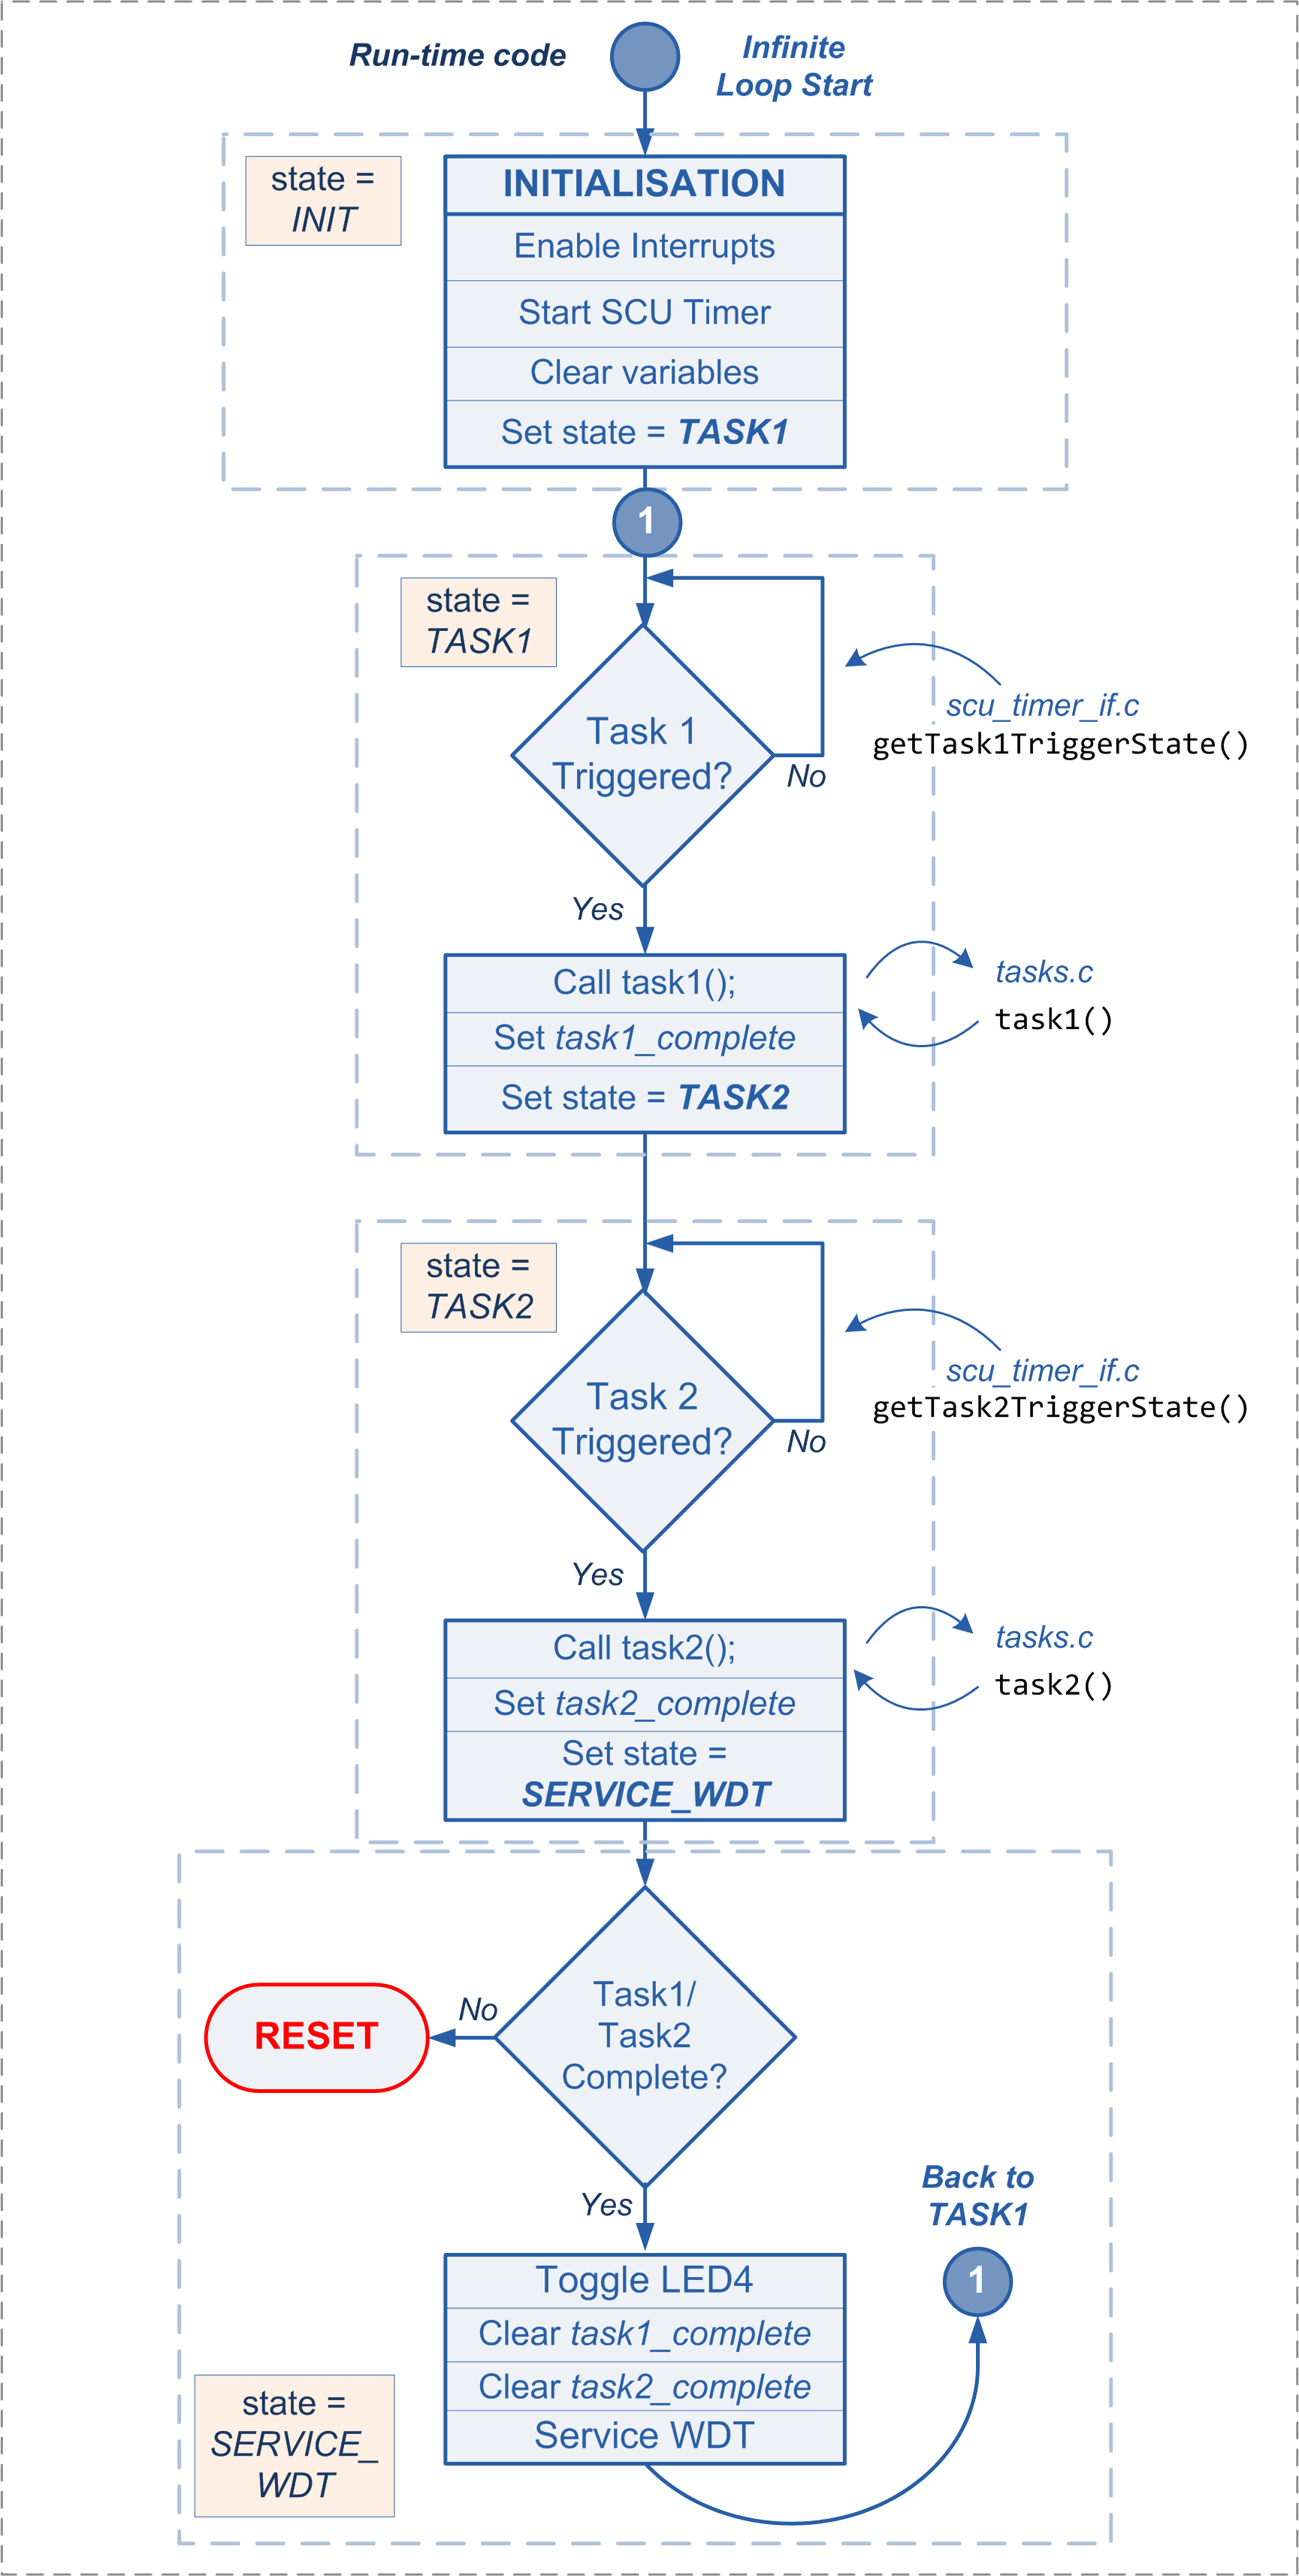 Run-time code
Infinite
Loop Start
state =
INIT
INITIALISATION
Enable Interrupts
Start SCU Timer
Clear variables
Set state = TASK1
1
state =
TASK1
Task 1
Triggered?
No
scu_timer_if.c
getTask1TriggerState()
Yes
Call task1();
Set task1_complete
Set state = TASK2
tasks.c
task1()
state =
TASK2
Task 2
Triggered?
No
scu_timer_if.c
getTask2TriggerState()
Yes
Call task2();
Set task2_complete
Set state =
SERVICE_WDT
tasks.c
task2()
Task1/
Task2
Complete?
No
RESET
Yes
Back to
TASK1
1
Toggle LED4
Clear task1_complete
Clear task2_complete
Service WDT
state =
SERVICE_
WDT